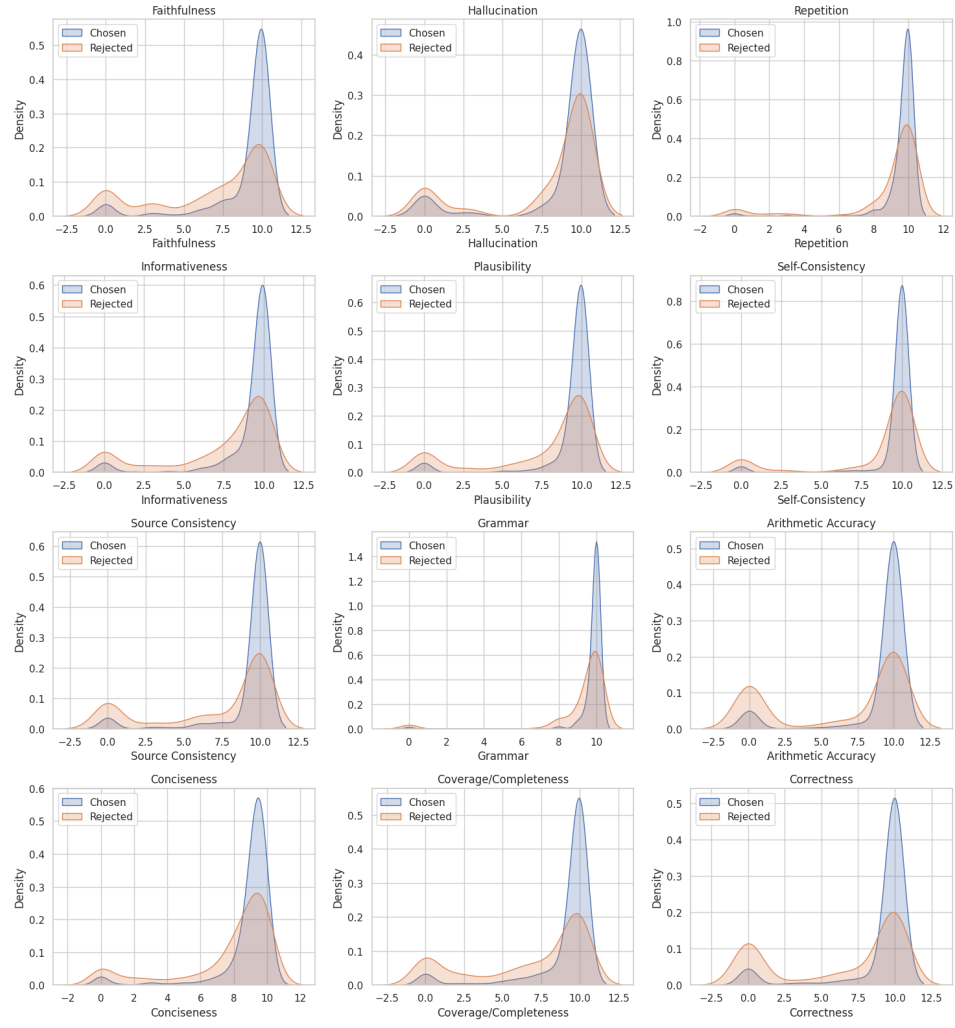 Faithfulness
Chosen
Rejected
Density
0.5
0.4
0.3
0.2
0.1
0.0
−2.5 0.0 2.5 5.0 7.5 10.0 12.5
Faithfulness
Hallucination
Chosen
Rejected
Density
0.4
0.3
0.2
0.1
0.0
−2.5 0.0 2.5 5.0 7.5 10.0 12.5
Hallucination
Repetition
Chosen
Rejected
Density
1.0
0.8
0.6
0.4
0.2
0.0
−2 0 2 4 6 8 10 12
Repetition
Informativeness
Chosen
Rejected
Density
0.6
0.5
0.4
0.3
0.2
0.1
0.0
−2.5 0.0 2.5 5.0 7.5 10.0 12.5
Informativeness
Plausibility
Chosen
Rejected
Density
0.6
0.5
0.4
0.3
0.2
0.1
0.0
−2.5 0.0 2.5 5.0 7.5 10.0 12.5
Plausibility
Self-Consistency
Chosen
Rejected
Density
0.8
0.6
0.4
0.2
0.0
−2.5 0.0 2.5 5.0 7.5 10.0 12.5
Self-Consistency
Source Consistency
Chosen
Rejected
Density
0.6
0.5
0.4
0.3
0.2
0.1
0.0
−2.5 0.0 2.5 5.0 7.5 10.0 12.5
Source Consistency
Grammar
Chosen
Rejected
Density
1.4
1.2
1.0
0.8
0.6
0.4
0.2
0.0
0 2 4 6 8 10
Grammar
Arithmetic Accuracy
Chosen
Rejected
Density
0.5
0.4
0.3
0.2
0.1
0.0
−2.5 0.0 2.5 5.0 7.5 10.0 12.5
Arithmetic Accuracy
Conciseness
Chosen
Rejected
Density
0.6
0.5
0.4
0.3
0.2
0.1
0.0
−2 0 2 4 6 8 10 12
Conciseness
Coverage/Completeness
Chosen
Rejected
Density
0.5
0.4
0.3
0.2
0.1
0.0
−2.5 0.0 2.5 5.0 7.5 10.0 12.5
Coverage/Completeness
Correctness
Chosen
Rejected
Density
0.5
0.4
0.3
0.2
0.1
0.0
−2.5 0.0 2.5 5.0 7.5 10.0 12.5
Correctness